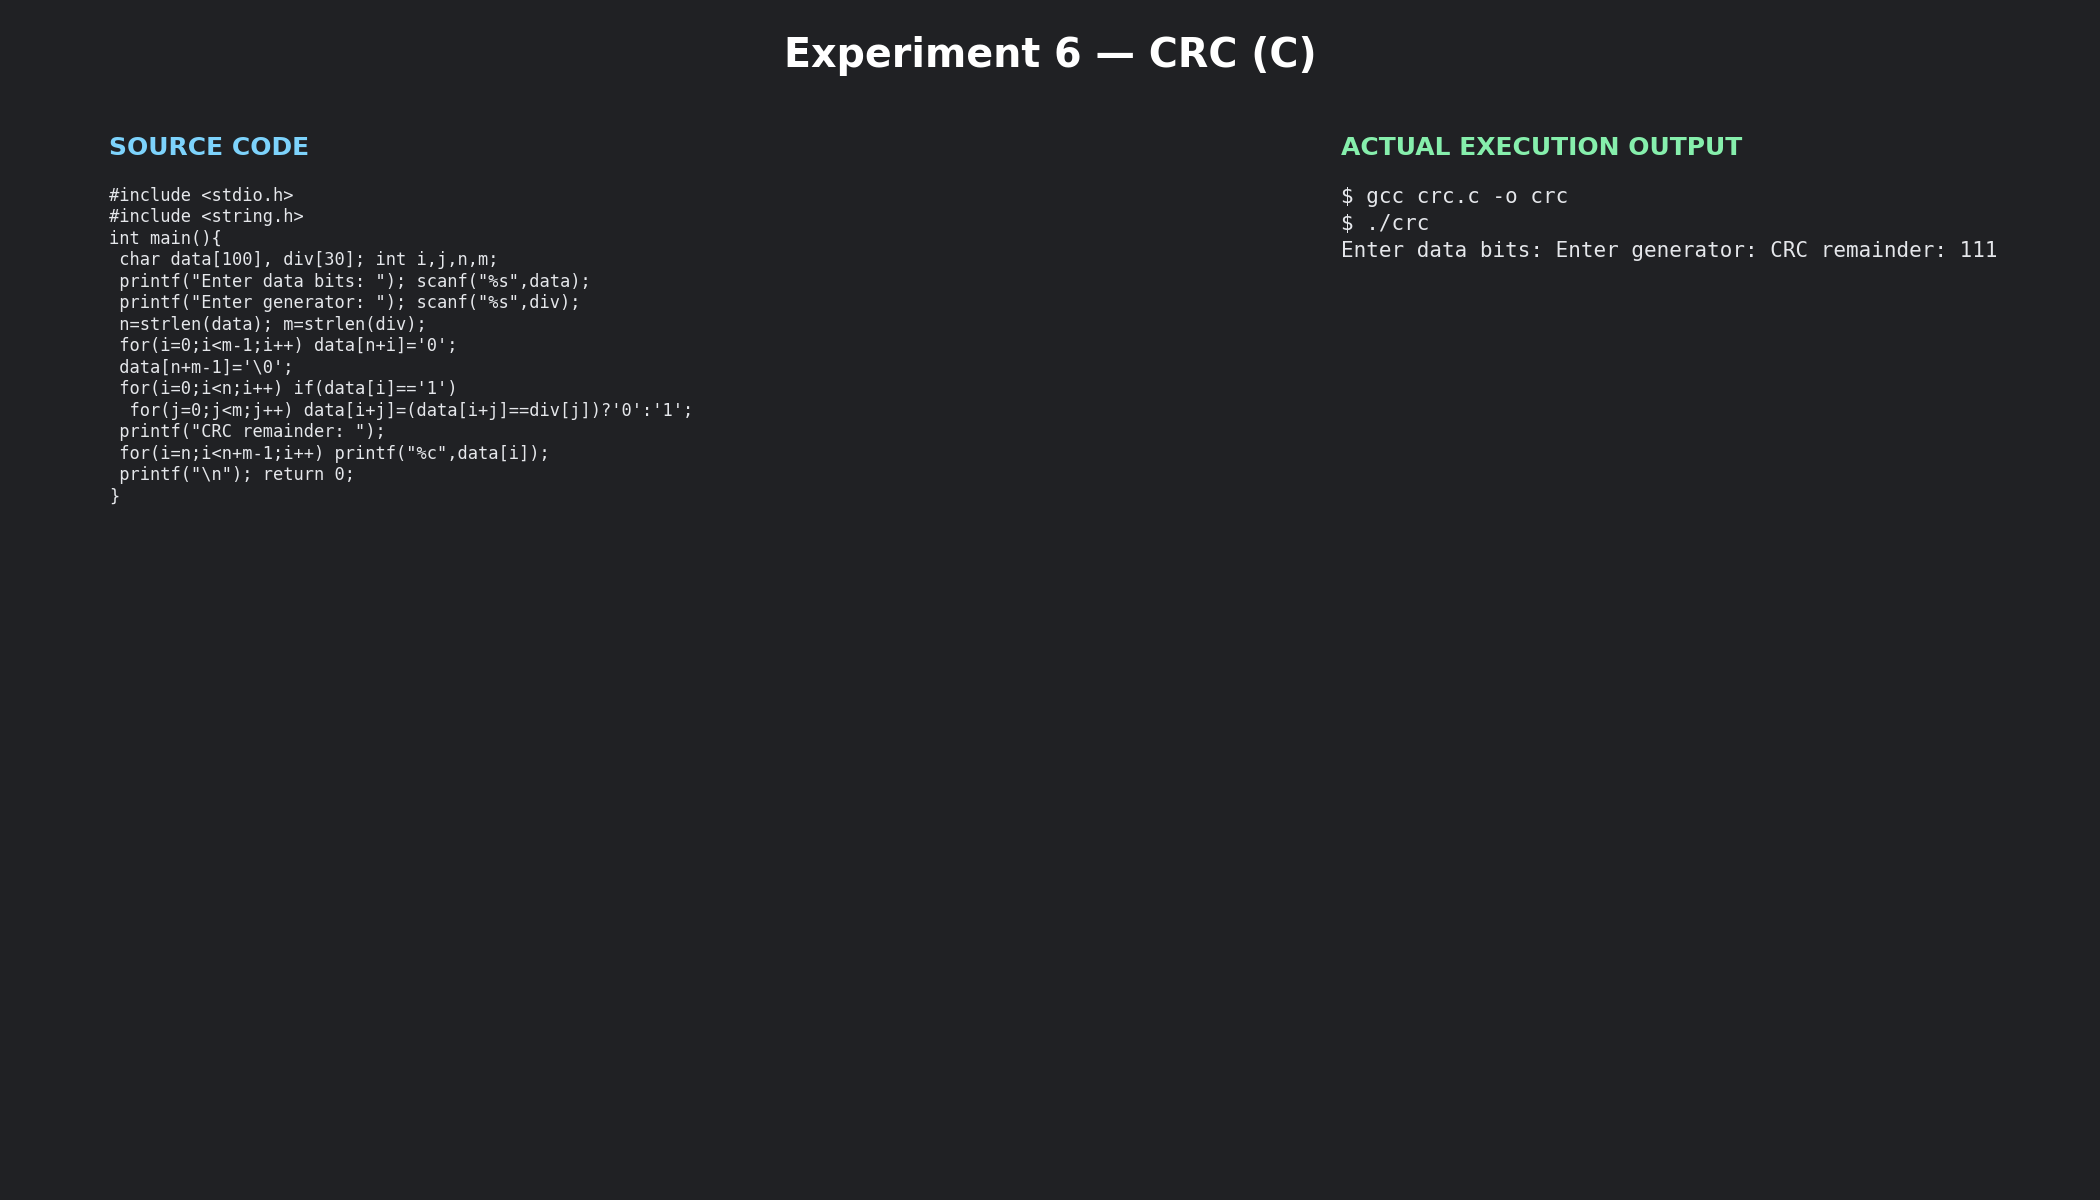 Experiment 6 — CRC (C)
SOURCE CODE
#include <stdio.h>
#include <string.h>
int main(){
 char data[100], div[30]; int i,j,n,m;
 printf("Enter data bits: "); scanf("%s",data);
 printf("Enter generator: "); scanf("%s",div);
 n=strlen(data); m=strlen(div);
 for(i=0;i<m-1;i++) data[n+i]='0';
 data[n+m-1]='\0';
 for(i=0;i<n;i++) if(data[i]=='1')
  for(j=0;j<m;j++) data[i+j]=(data[i+j]==div[j])?'0':'1';
 printf("CRC remainder: ");
 for(i=n;i<n+m-1;i++) printf("%c",data[i]);
 printf("\n"); return 0;
}
ACTUAL EXECUTION OUTPUT
$ gcc crc.c -o crc
$ ./crc
Enter data bits: Enter generator: CRC remainder: 111